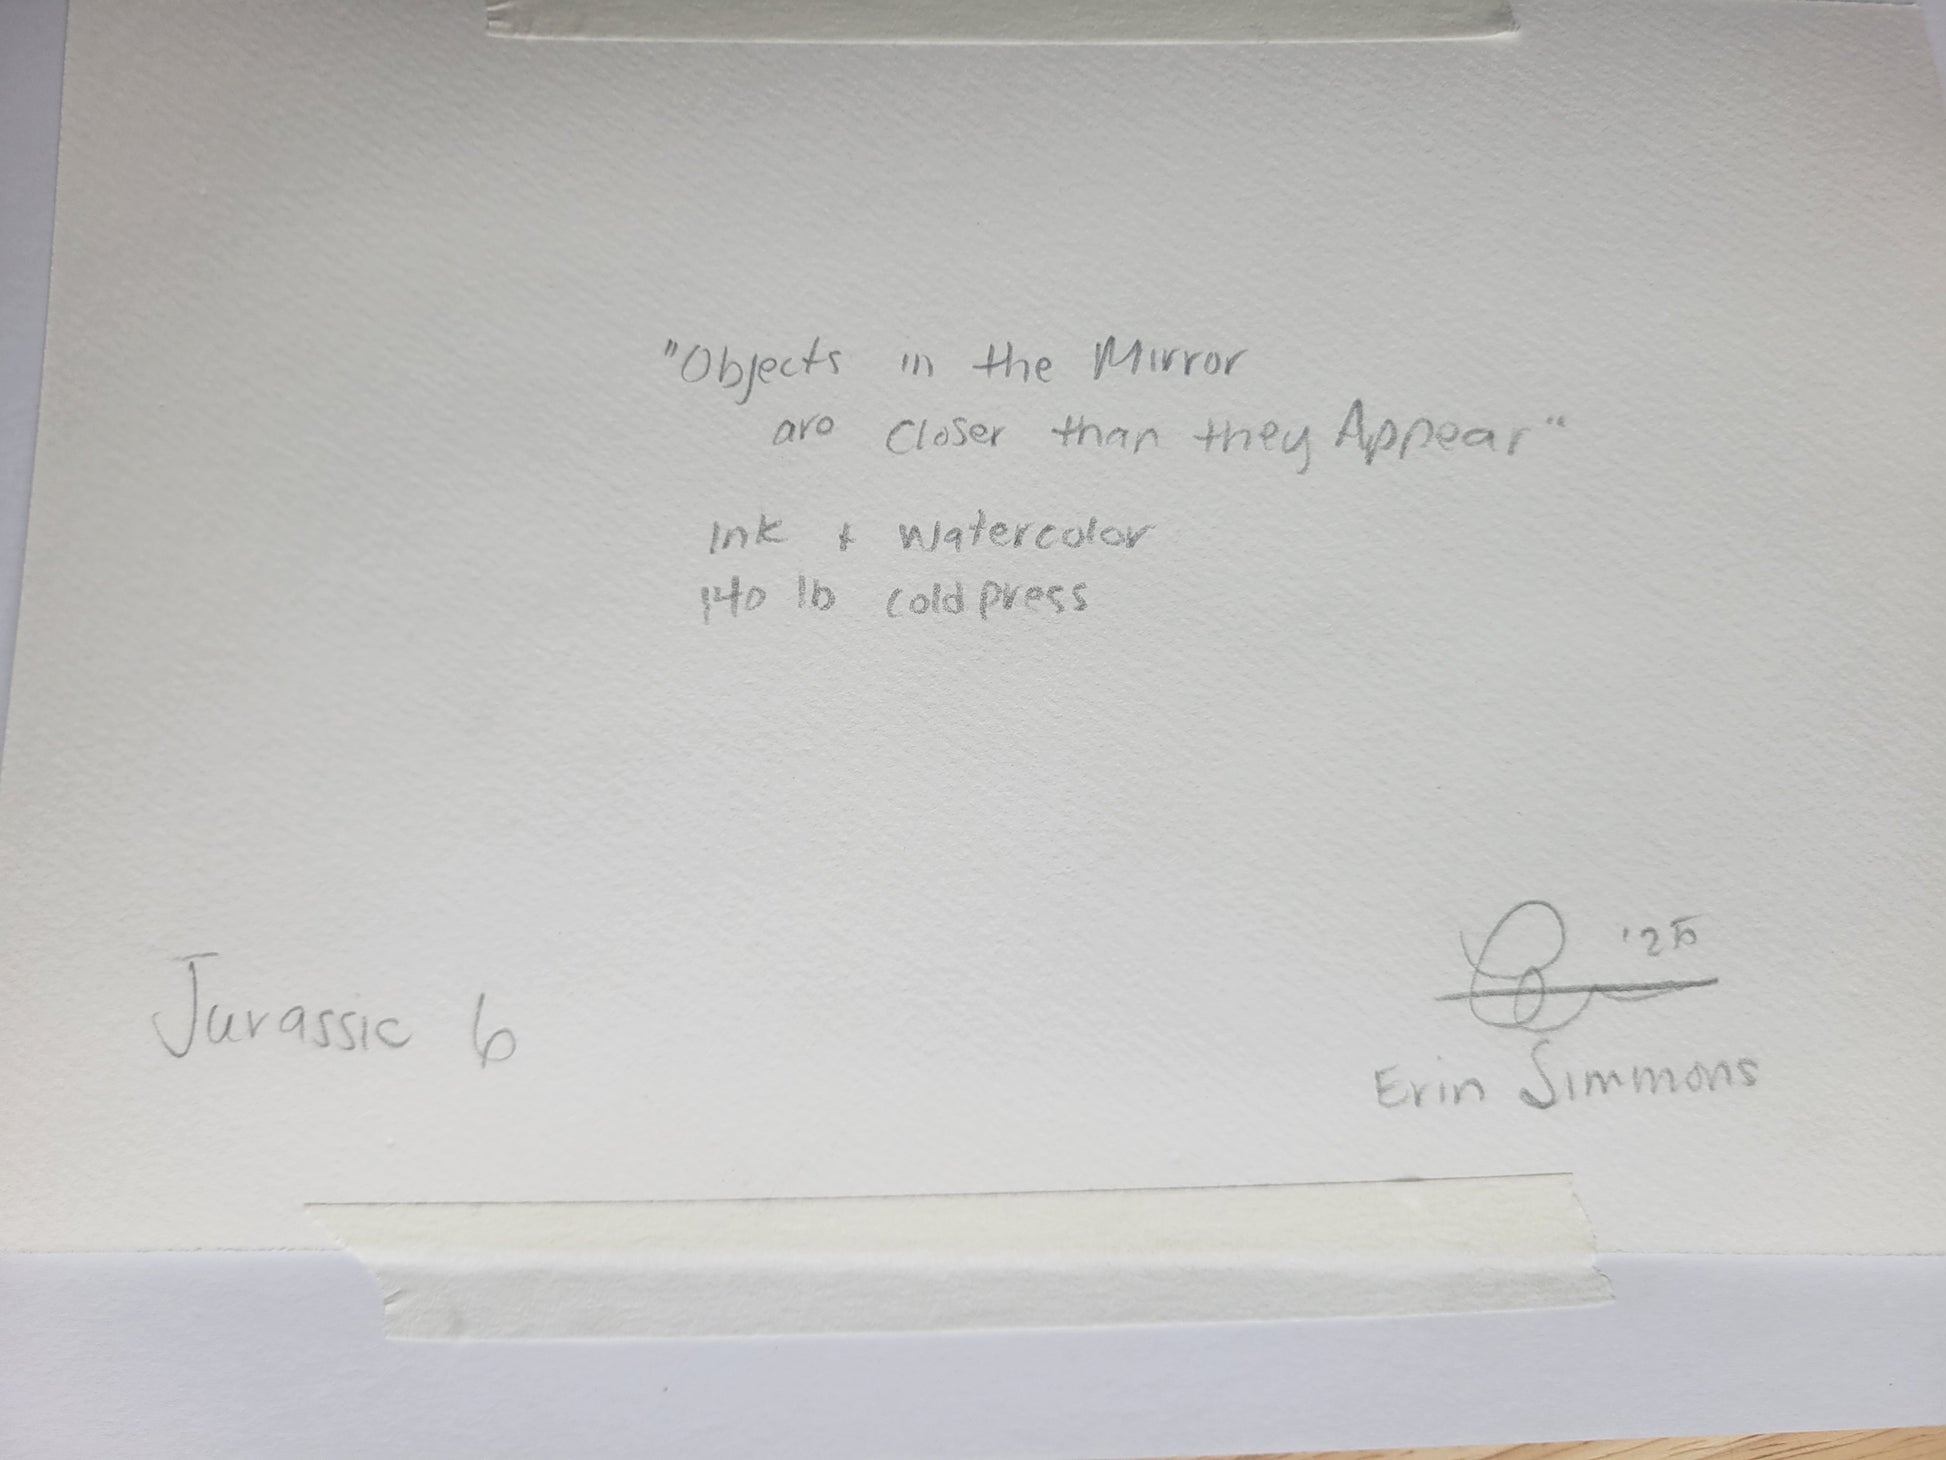 "Objects in the Mirror
are closer than they Appear"
Ink + Watercolor
140 lb cold press
'25
Jurassic 6
Erin Simmons